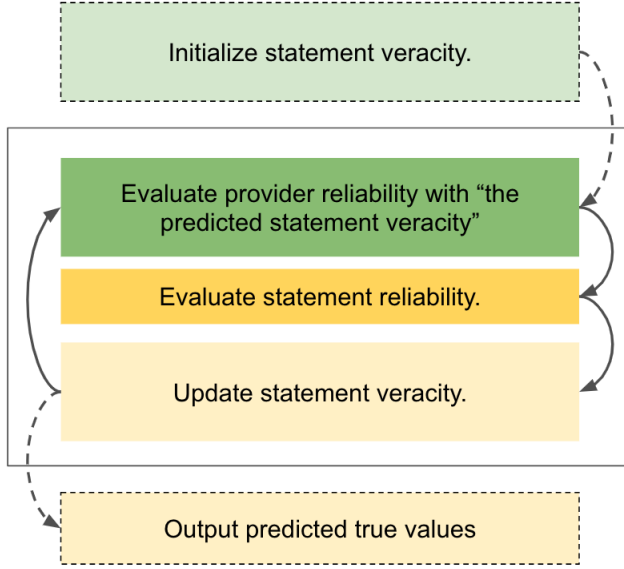 Initialize statement veracity.
Evaluate provider reliability with “the
predicted statement veracity”
Evaluate statement reliability.
Update statement veracity.
Output predicted true values